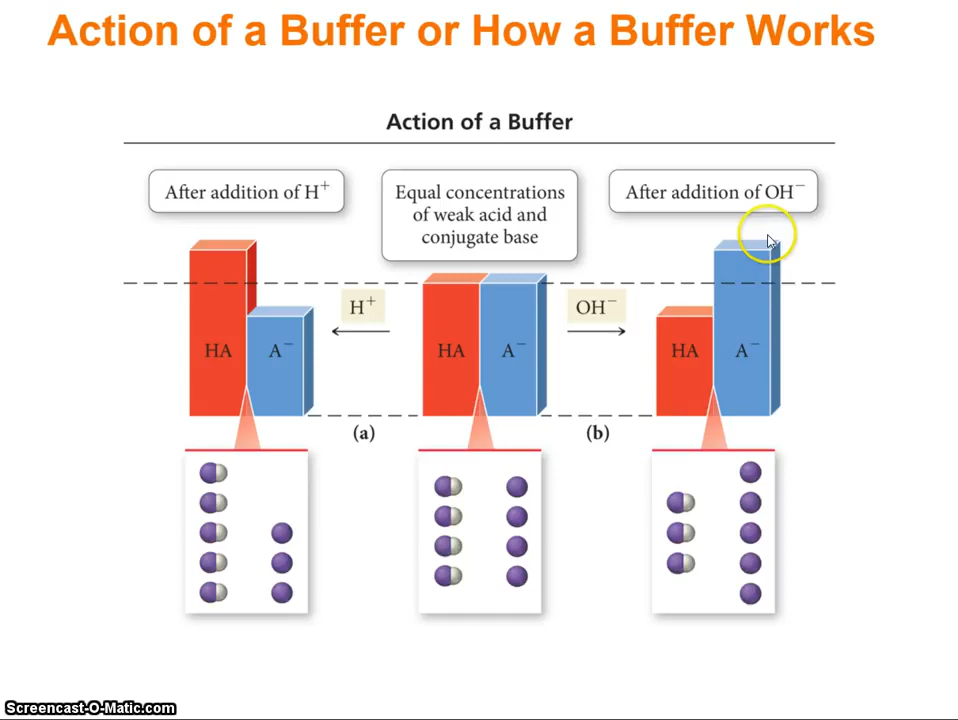 Action of a Buffer or How a Buffer Works
Action of a Buffer
After addition of H⁺
Equal concentrations
of weak acid and
conjugate base
After addition of OH⁻
H⁺
OH⁻
HA A⁻
HA A⁻
HA A⁻
(a)
(b)
Screencast-O-Matic.com